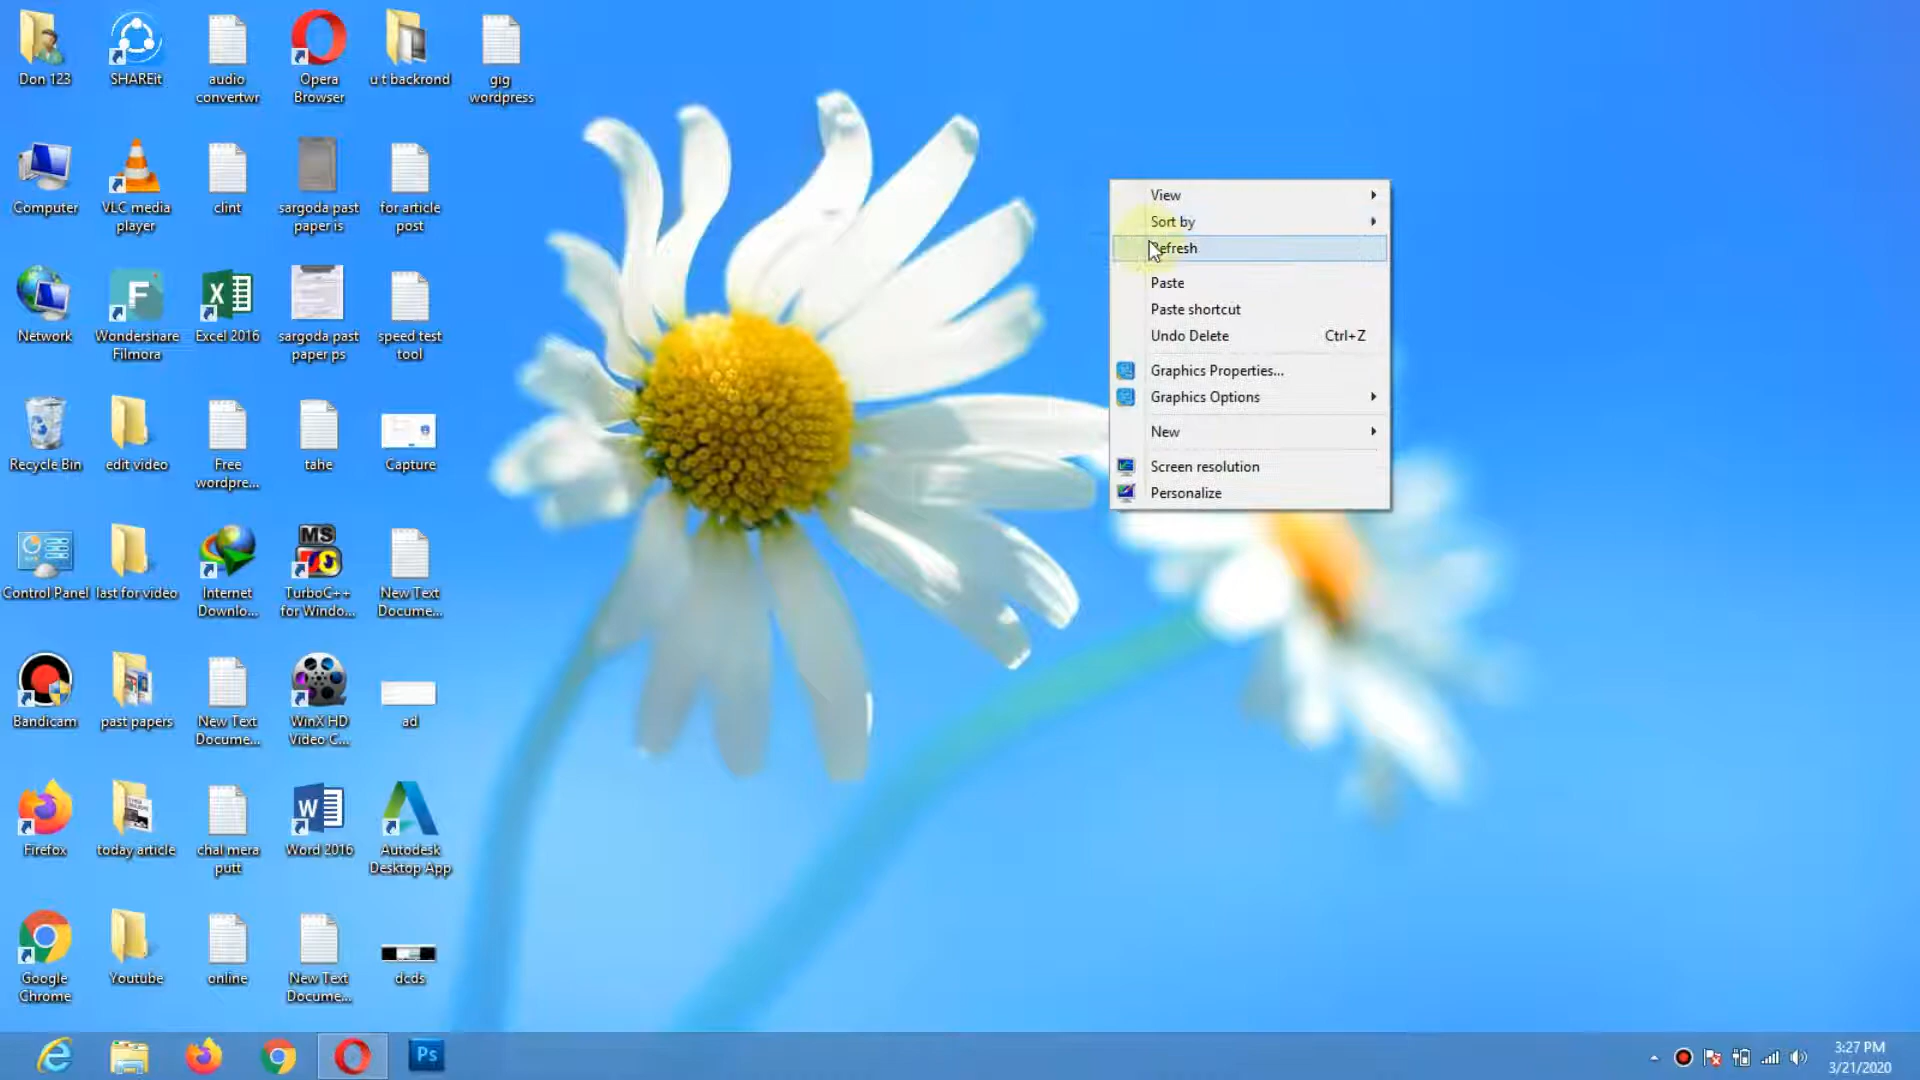 Don 123
SHAREit
audio
convertwr
Opera
Browser
u t backrond
gig
wordpress
Computer
VLC media
player
clint
sargoda past
paper is
for article
post
Network
Wondershare
Filmora
Excel 2016
sargoda past
paper ps
speed test
tool
Recycle Bin
edit video
Free
wordpre...
tahe
Capture
Control Panel
last for video
Internet
Downlo...
MS
TurboC++
for Windo...
New Text
Docume...
Bandicam
past papers
New Text
Docume...
WinX HD
Video C...
ad
Firefox
today article
chal mera
putt
Word 2016
Autodesk
Desktop App
Google
Chrome
Youtube
online
New Text
Docume...
dcds
View
Sort by
Refresh
Paste
Paste shortcut
Undo Delete Ctrl+Z
Graphics Properties...
Graphics Options
New
Screen resolution
Personalize
Ps
3:27 PM
3/21/2020